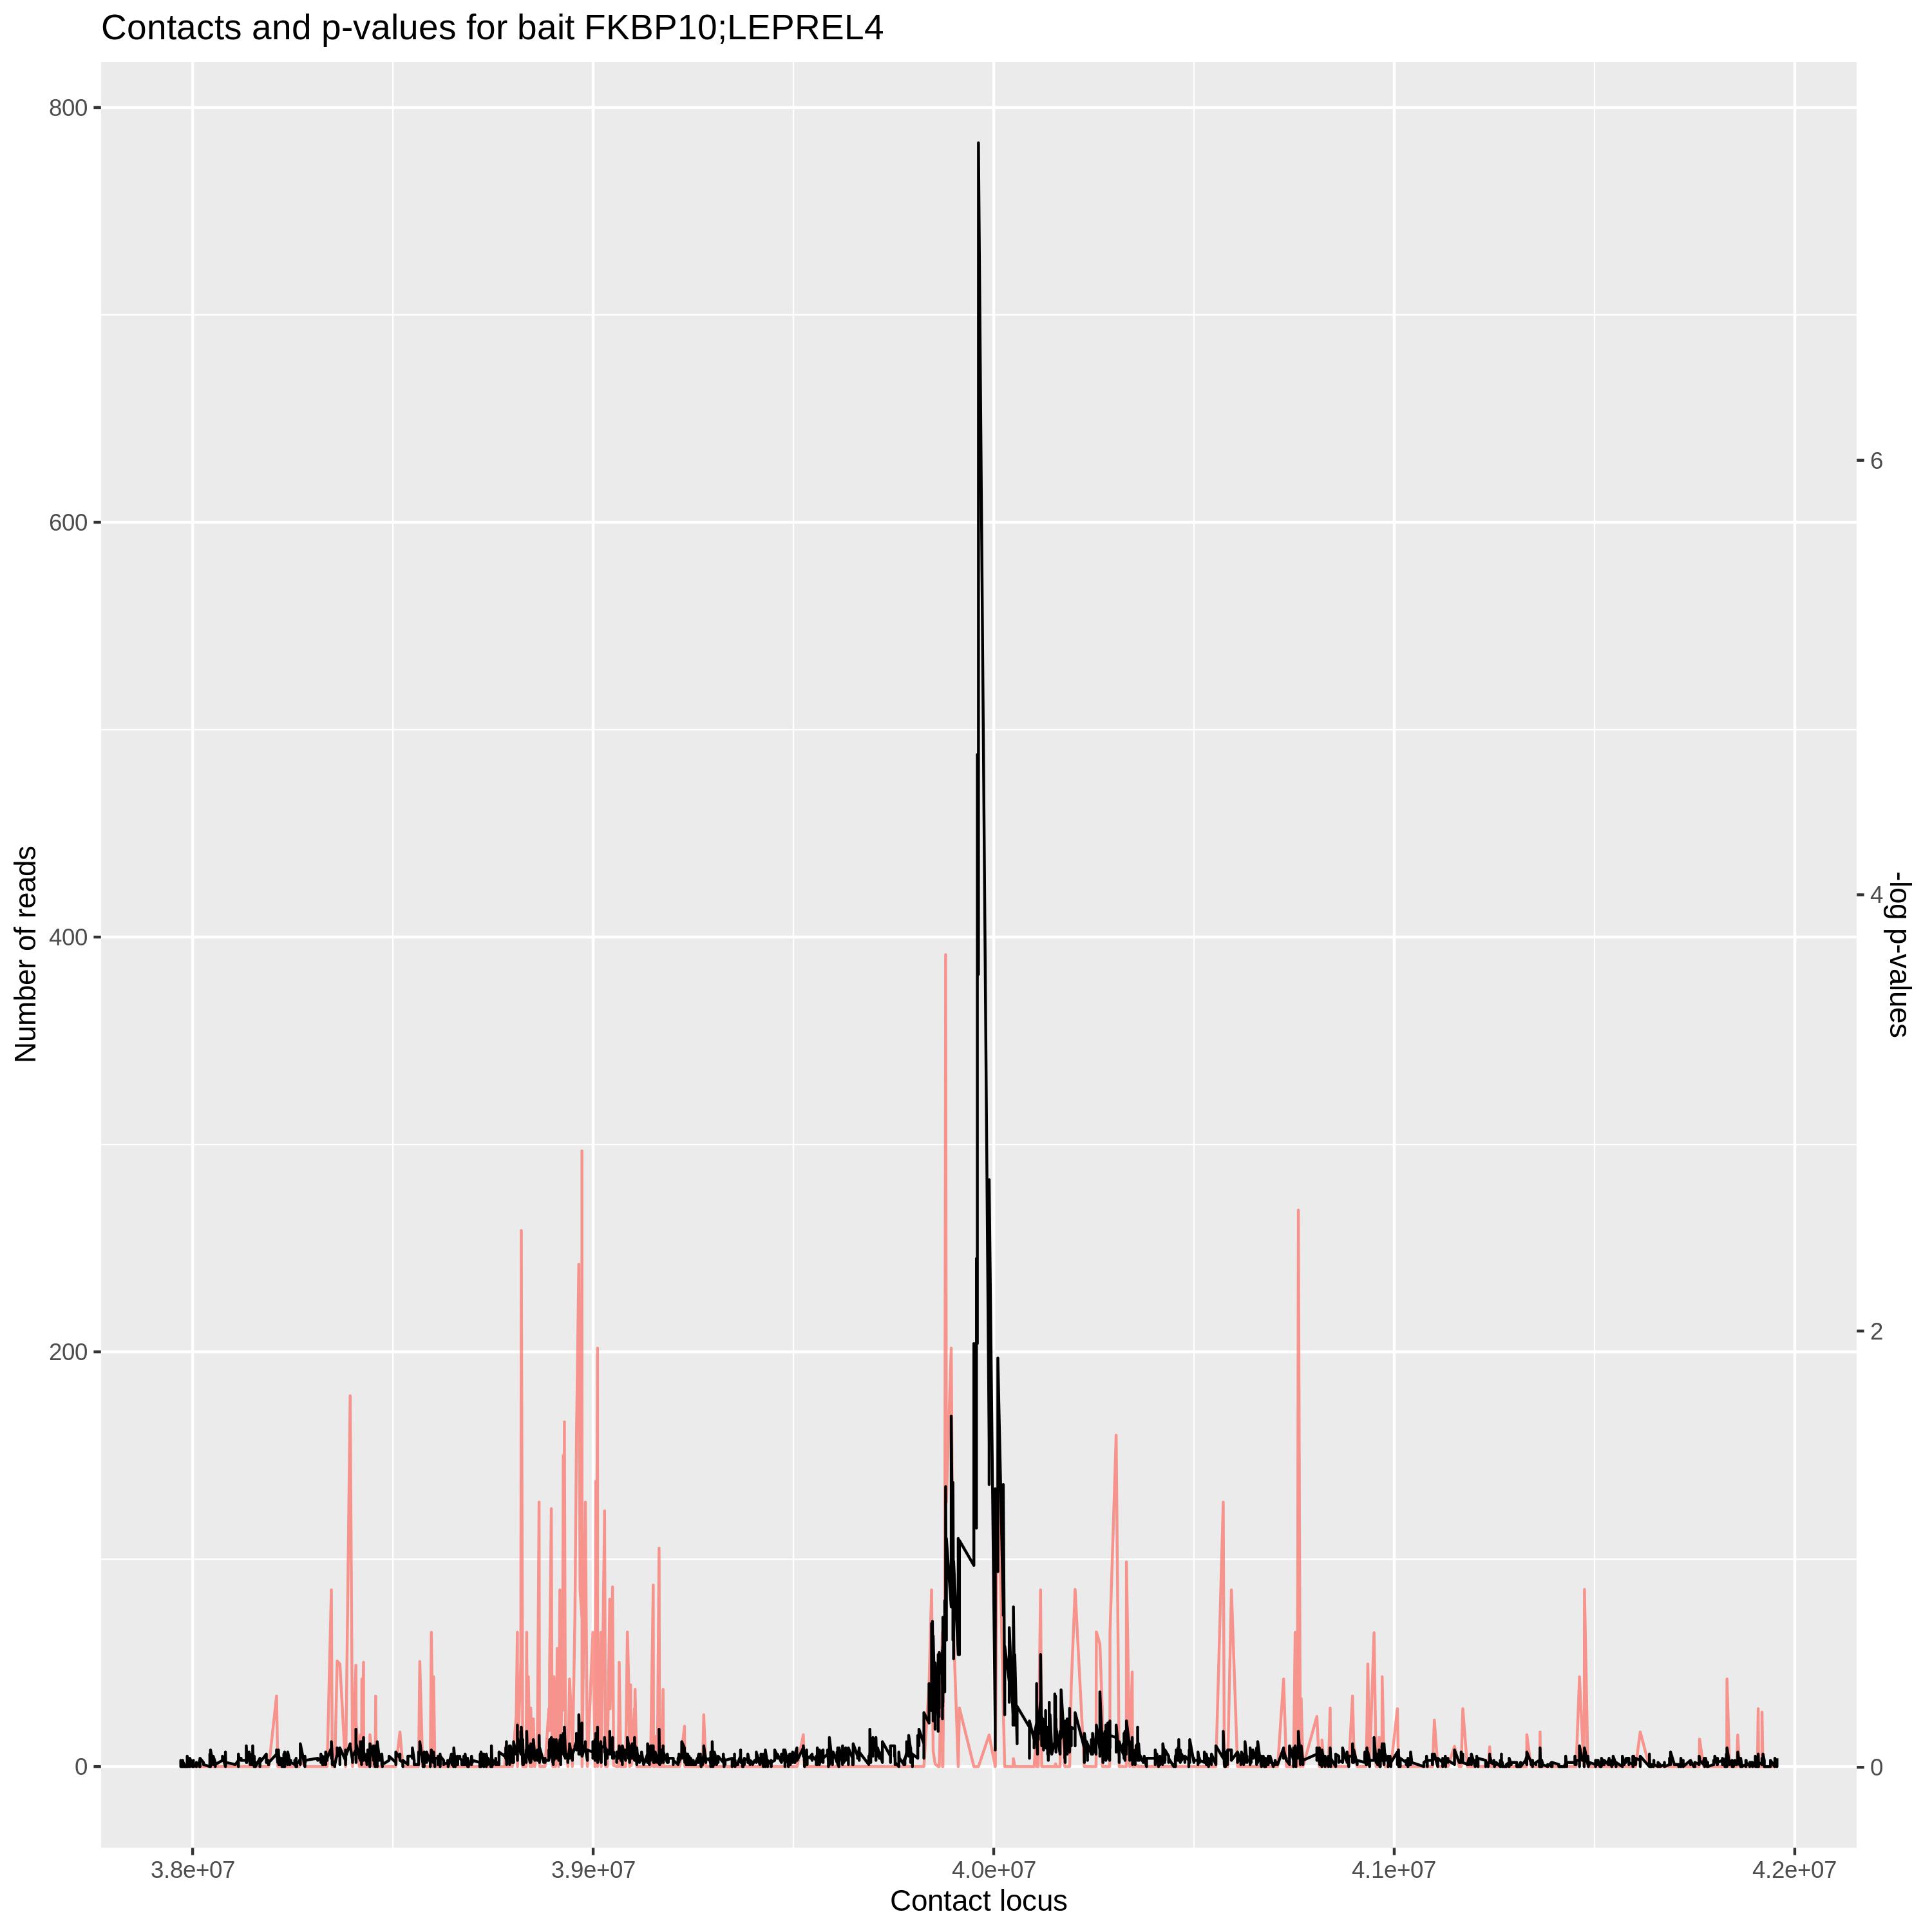 Contacts and p-values for bait FKBP10;LEPREL4
800
600
400
200
0
Number of reads
6
4
2
0
-log p-values
3.8e+07 3.9e+07 4.0e+07 4.1e+07 4.2e+07
Contact locus